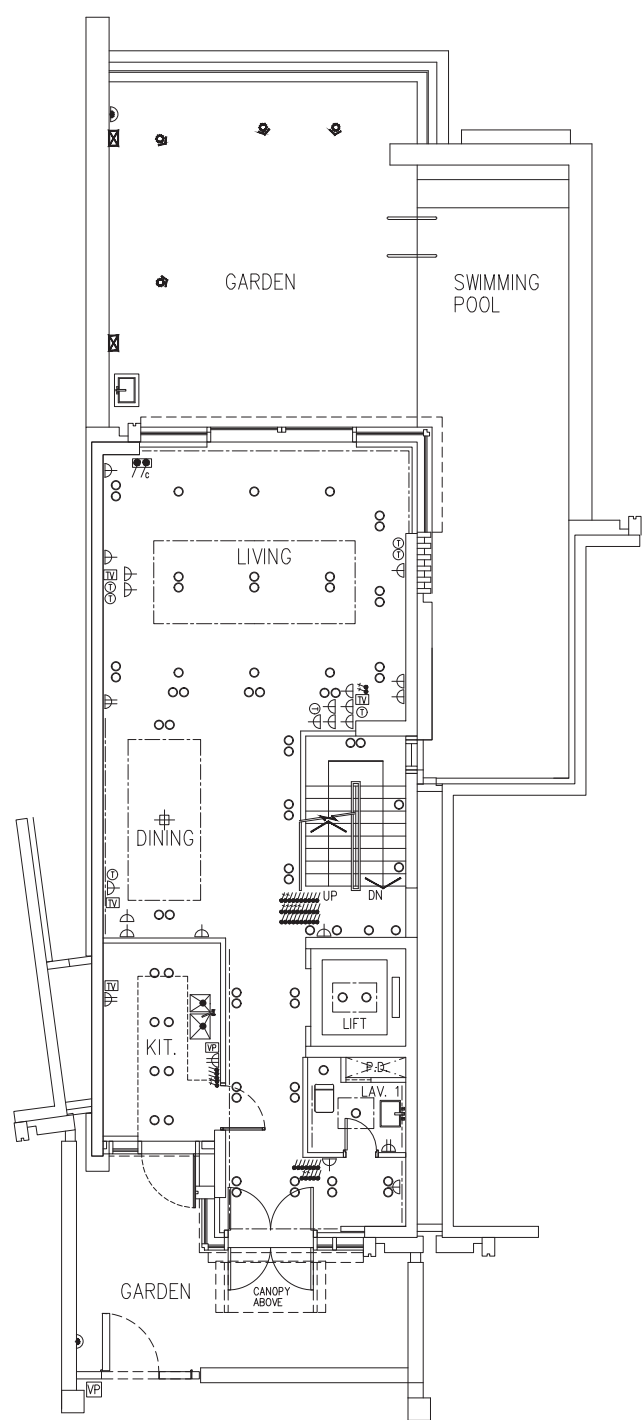 GARDEN
SWIMMING
POOL
c
LIVING
T
T
TV
T
T
TV
T
T
DINING
T
TV
UP
DN
TV
LIFT
KIT.
VP
P.D
LAV. 1
GARDEN
CANOPY
ABOVE
VP